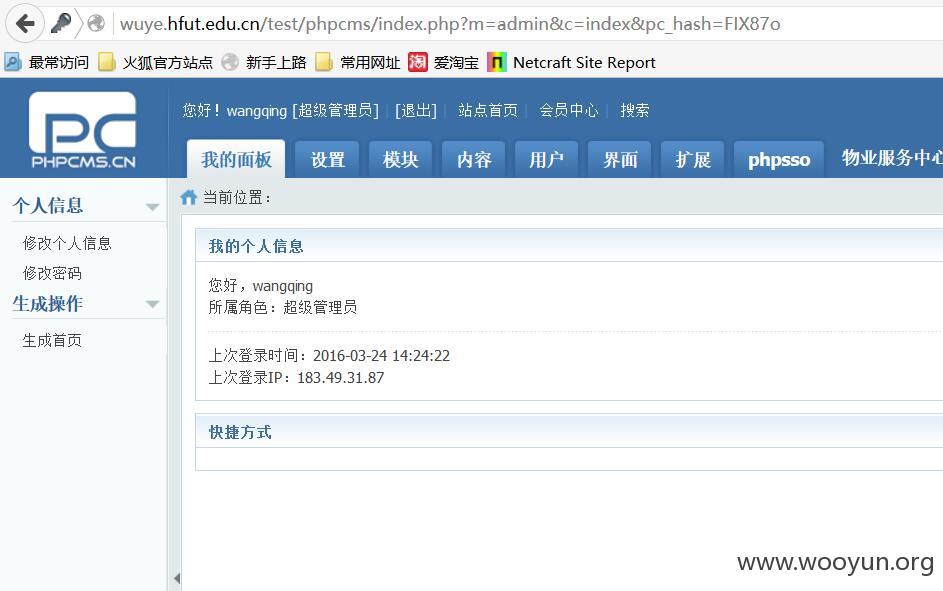 wuye.hfut.edu.cn/test/phpcms/index.php?m=admin&c=index&pc_hash=FIX87o
最常访问 火狐官方站点 新手上路 常用网址 淘 爱淘宝 n Netcraft Site Report
PC
PHPCMS.CN
您好！wangqing [超级管理员] | [退出] | 站点首页 | 会员中心 | 搜索
我的面板 设置 模块 内容 用户 界面 扩展 phpsso 物业服务中心
当前位置：
个人信息
修改个人信息
修改密码
生成操作
生成首页
我的个人信息
您好，wangqing
所属角色：超级管理员
上次登录时间：2016-03-24 14:24:22
上次登录IP：183.49.31.87
快捷方式
www.wooyun.org